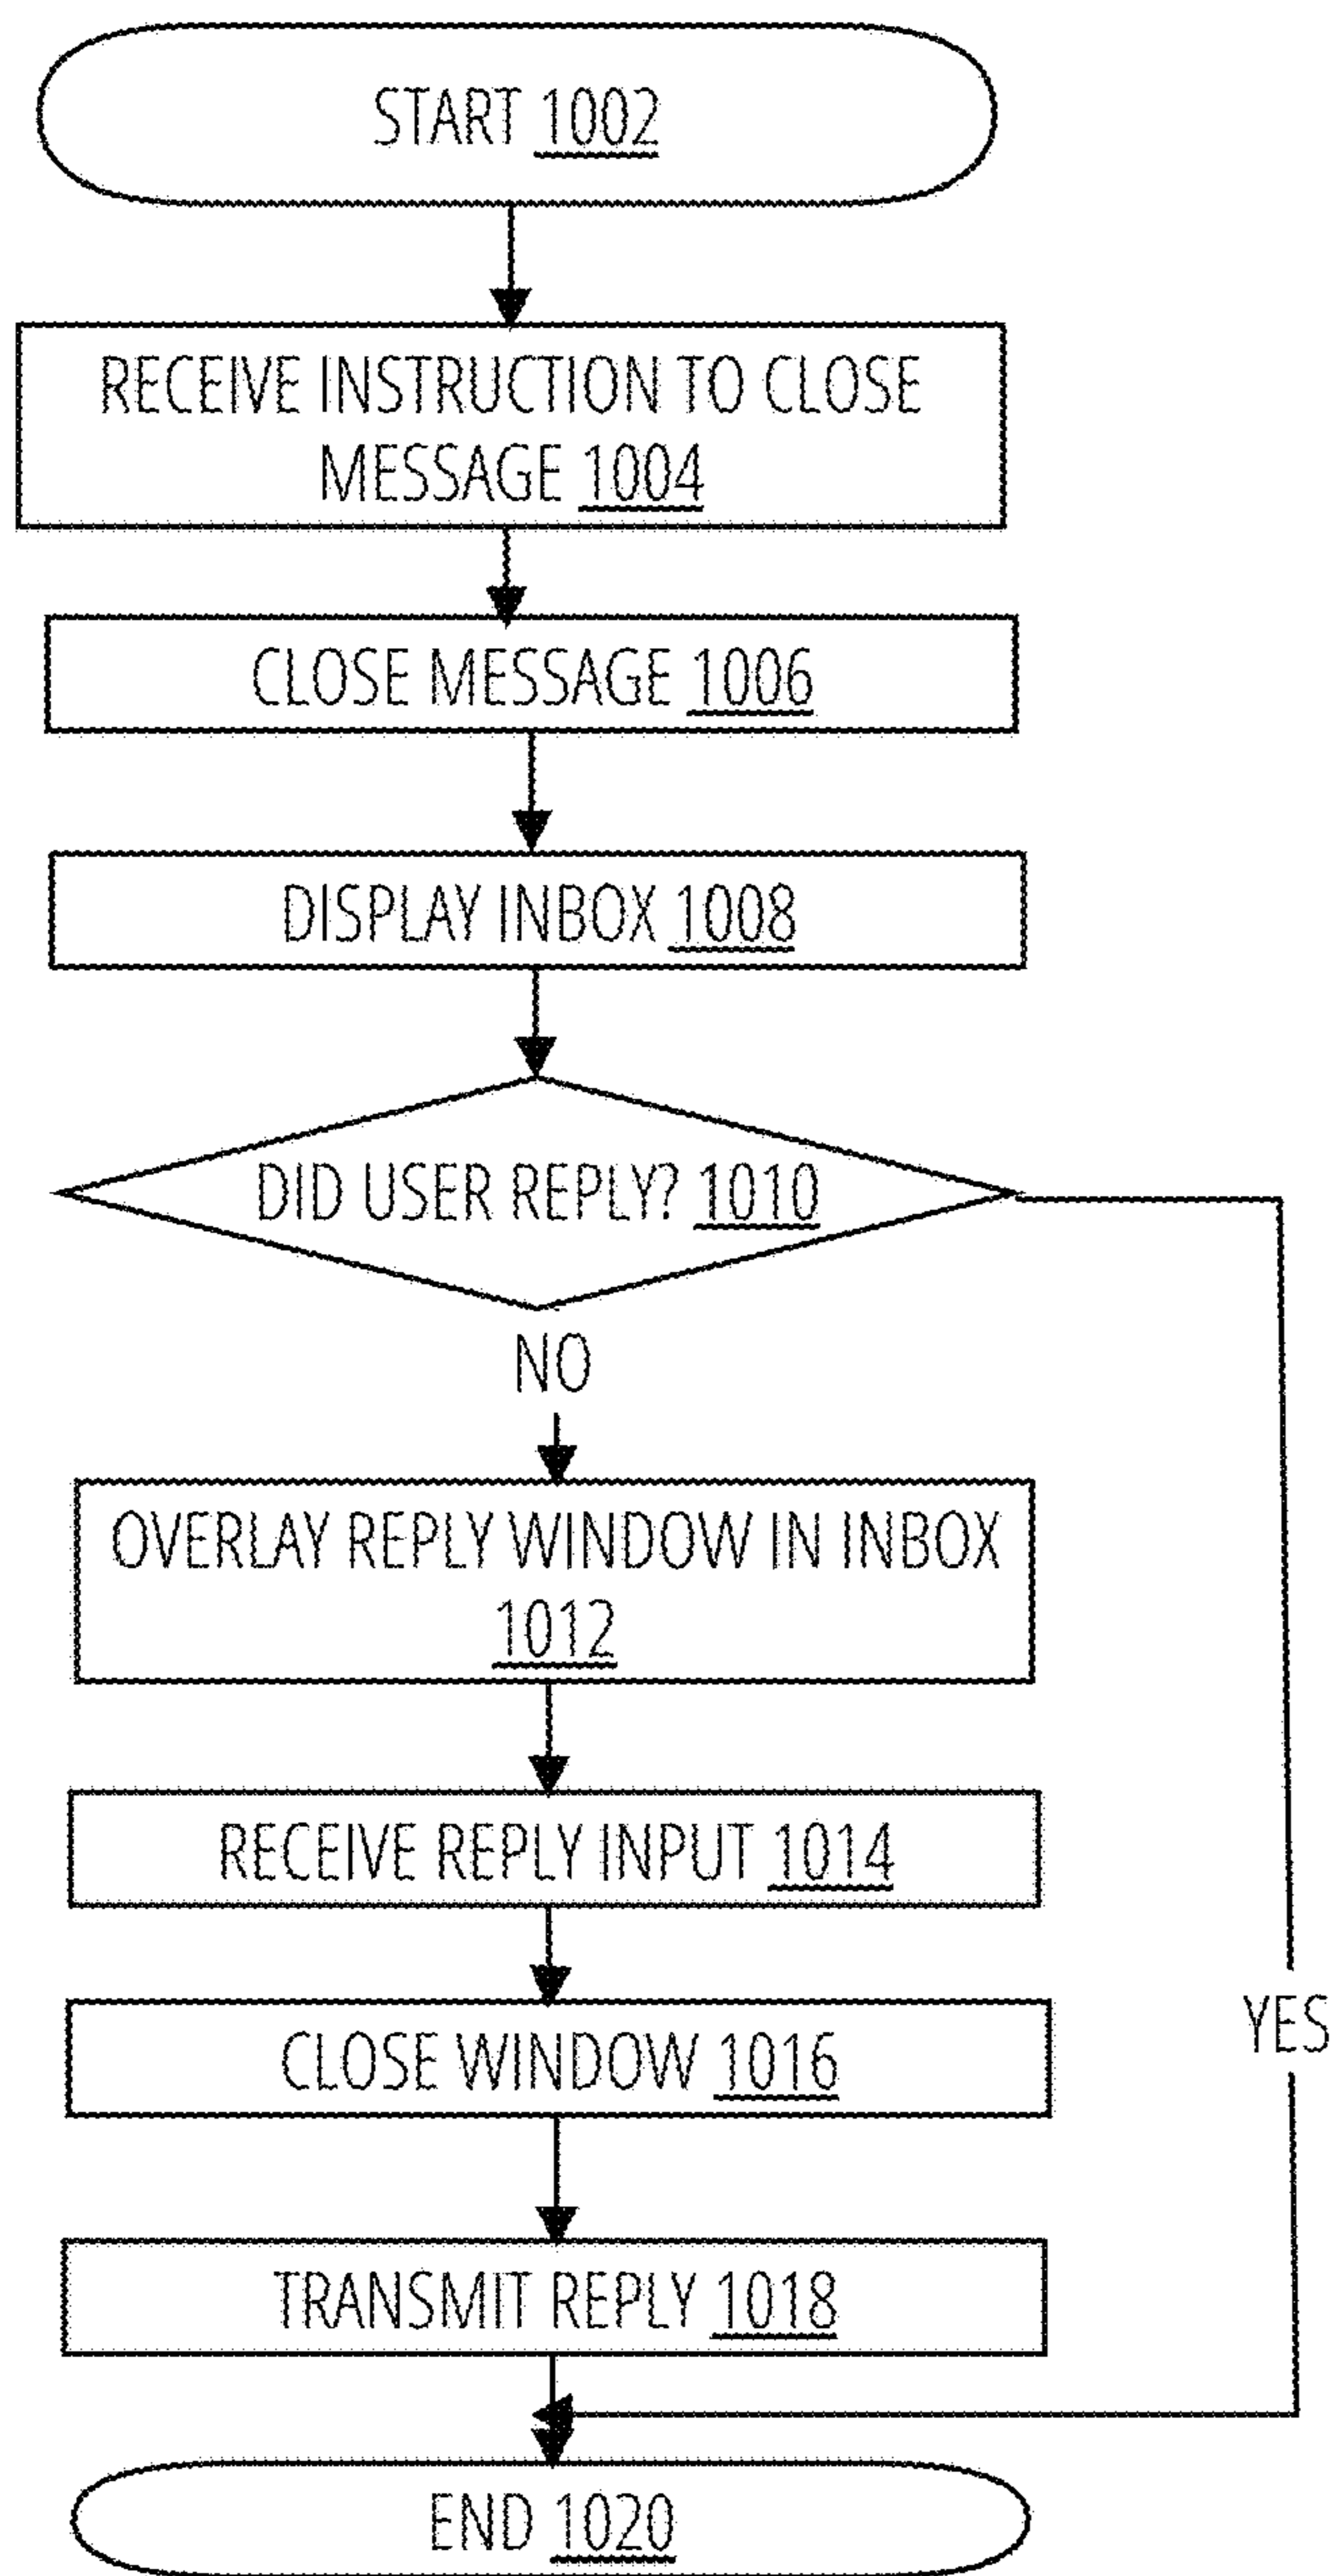 START 1002
RECEIVE INSTRUCTION TO CLOSE
MESSAGE 1004
CLOSE MESSAGE 1006
DISPLAY INBOX 1008
DID USER REPLY? 1010
NO
OVERLAY REPLY WINDOW IN INBOX
1012
RECEIVE REPLY INPUT 1014
CLOSE WINDOW 1016
YES
TRANSMIT REPLY 1018
END 1020